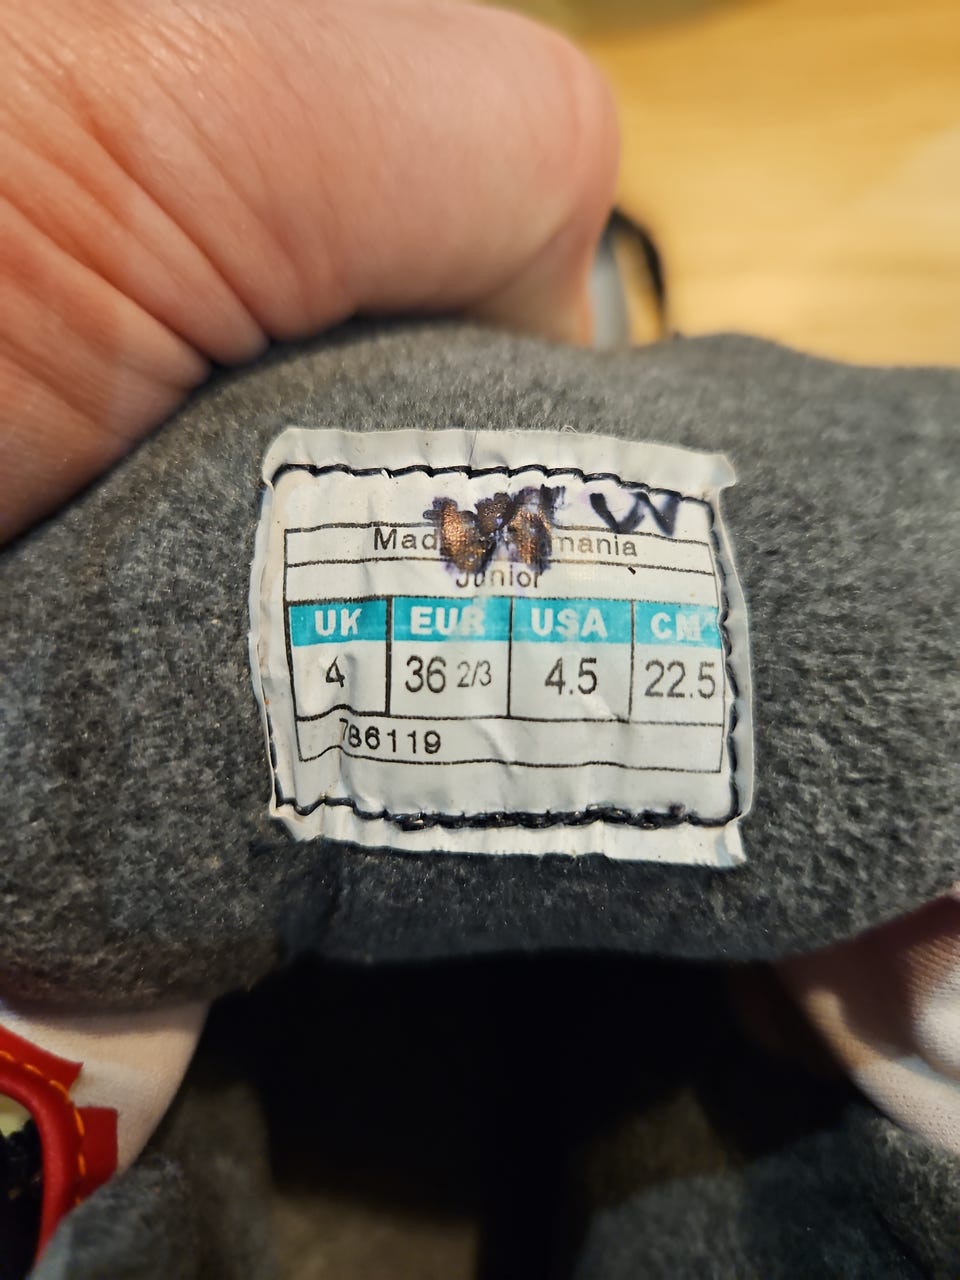 W
Junior
UK EUR USA CM
4 36 2/3 4.5 22.5
786119